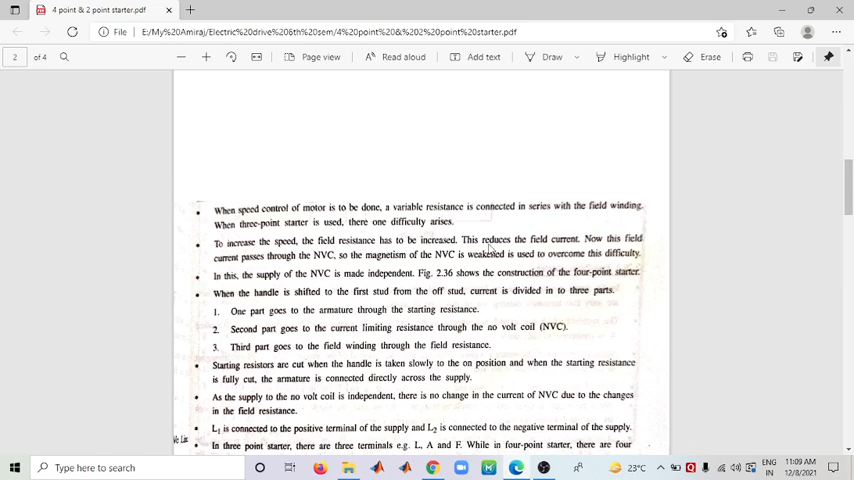 4 point & 2 point starter.pdf
File
E:/My%20Amiraj/Electric%20drive%206th%20sem/4%20point%20&%202%20point%20starter.pdf
2 of 4
Page view
Read aloud
Add text
Draw
Highlight
Erase
When speed control of motor is to be done, a variable resistance is connected in series with the field winding.
When three-point starter is used, there one difficulty arises.
To increase the speed, the field resistance has to be increased. This reduces the field current. Now this field
current passes through the NVC, so the magnetism of the NVC is weakened is used to overcome this difficulty.
In this, the supply of the NVC is made independent. Fig. 2.36 shows the construction of the four-point starter.
When the handle is shifted to the first stud from the off stud, current is divided in to three parts.
1. One part goes to the armature through the starting resistance.
2. Second part goes to the current limiting resistance through the no volt coil (NVC).
3. Third part goes to the field winding through the field resistance.
Starting resistors are cut when the handle is taken slowly to the on position and when the starting resistance
is fully cut, the armature is connected directly across the supply.
As the supply to the no volt coil is independent, there is no change in the current of NVC due to the changes
in the field resistance.
L1 is connected to the positive terminal of the supply and L2 is connected to the negative terminal of the supply.
In three point starter, there are three terminals e.g. L, A and F. While in four-point starter, there are four
Type here to search
23°C
ENG
IN
11:09 AM
12/8/2021